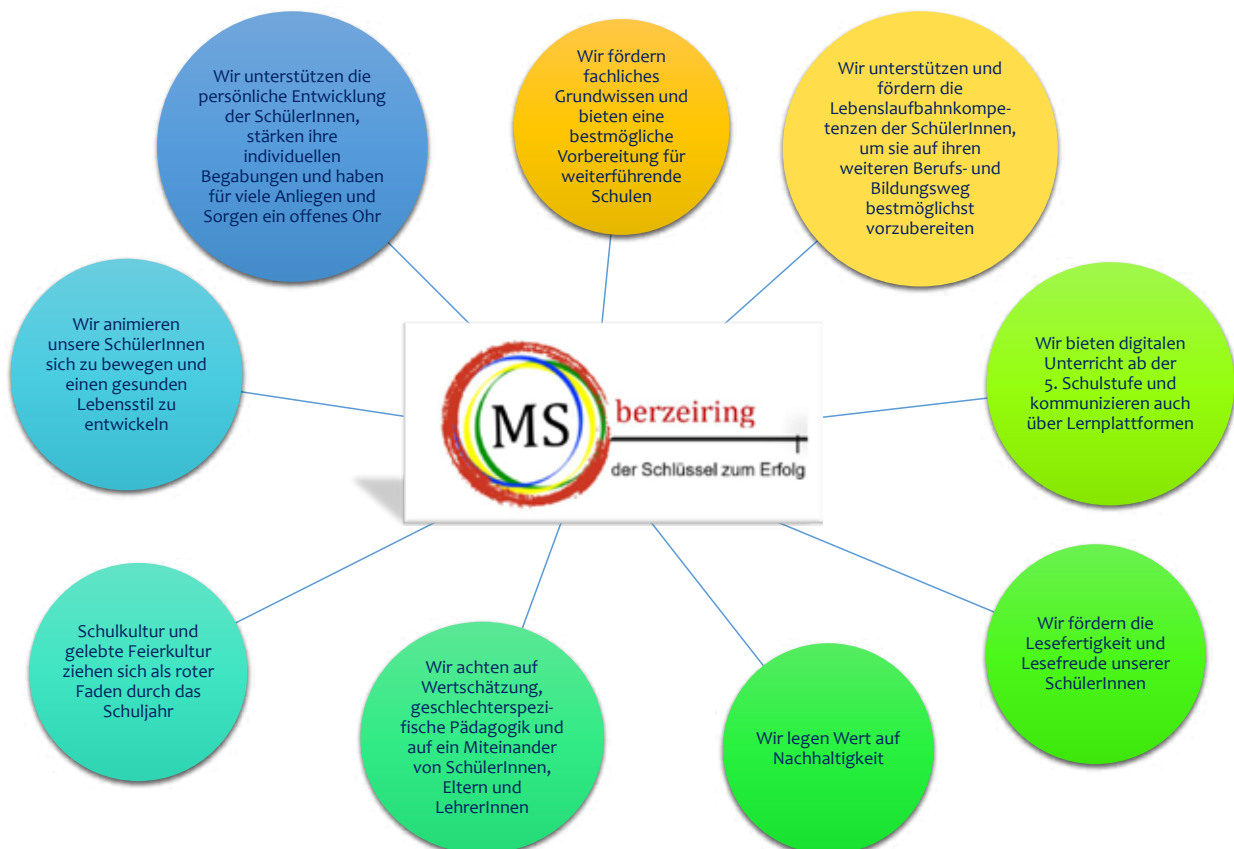 Wir unterstützen die
persönliche Entwicklung
der SchülerInnen,
stärken ihre
individuellen
Begabungen und haben
für viele Anliegen und
Sorgen ein offenes Ohr
Wir fördern
fachliches
Grundwissen und
bieten eine
bestmögliche
Vorbereitung für
weiterführende
Schulen
Wir unterstützen und
fördern die
Lebenslaufbahnkompe-
tenzen der SchülerInnen,
um sie auf ihren
weiteren Berufs- und
Bildungsweg
bestmöglichst
vorzubereiten
Wir animieren
unsere SchülerInnen
sich zu bewegen und
einen gesunden
Lebensstil zu
entwickeln
MS berzeiring
der Schlüssel zum Erfolg
Wir bieten digitalen
Unterricht ab der
5. Schulstufe und
kommunizieren auch
über Lernplattformen
Schulkultur und
gelebte Feierkultur
ziehen sich als roter
Faden durch das
Schuljahr
Wir achten auf
Wertschätzung,
geschlechterspezi-
fische Pädagogik und
auf ein Miteinander
von SchülerInnen,
Eltern und
LehrerInnen
Wir legen Wert auf
Nachhaltigkeit
Wir fördern die
Lesefertigkeit und
Lesefreude unserer
SchülerInnen